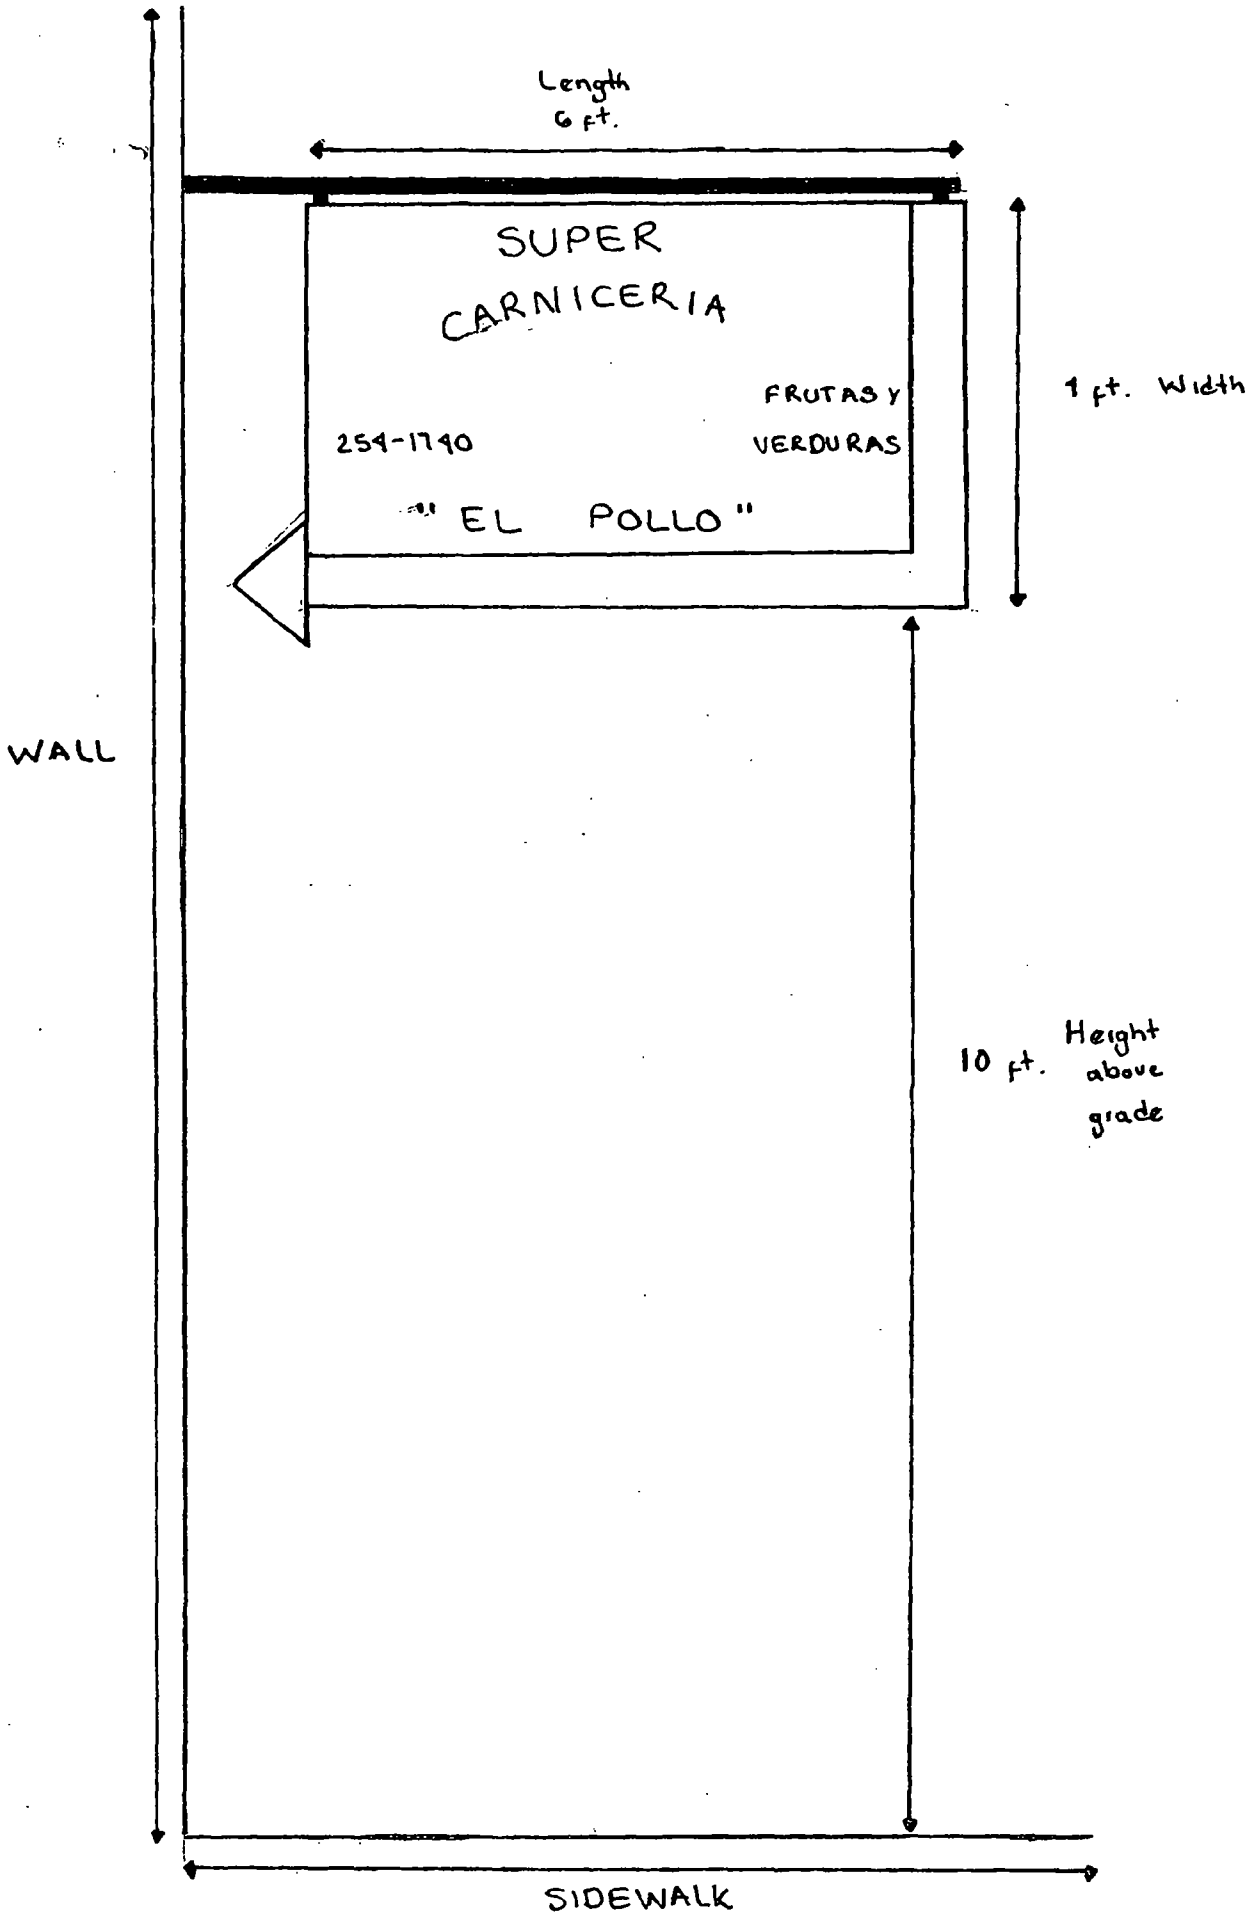 Length
6 ft.
SUPER
CARNICERIA
4 ft. Width
FRUTAS Y
254-1740 VERDURAS
" EL POLLO "
WALL
10 ft. Height
above
grade
SIDEWALK